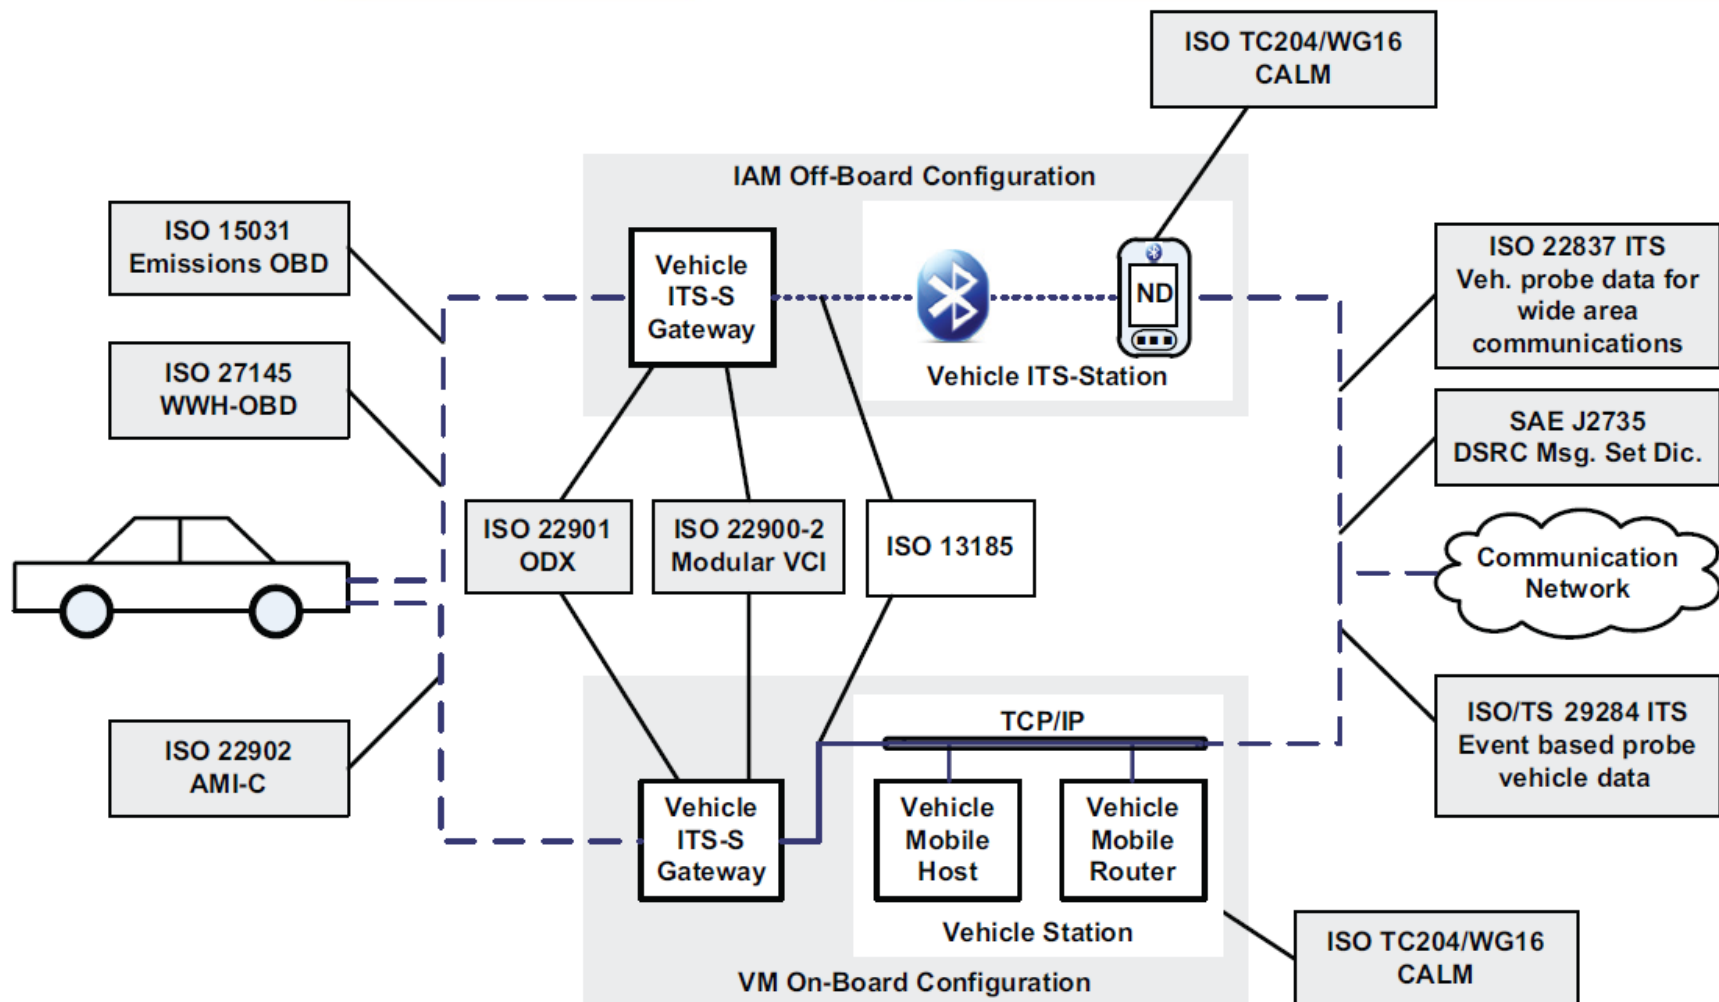 ISO TC204/WG16
CALM
IAM Off-Board Configuration
ISO 15031
Emissions OBD
Vehicle
ITS-S
Gateway
ND
Vehicle ITS-Station
ISO 22837 ITS
Veh. probe data for
wide area
communications
ISO 27145
WWH-OBD
SAE J2735
DSRC Msg. Set Dic.
ISO 22901
ODX
ISO 22900-2
Modular VCI
ISO 13185
Communication
Network
ISO 22902
AMI-C
TCP/IP
Vehicle
ITS-S
Gateway
Vehicle
Mobile
Host
Vehicle
Mobile
Router
Vehicle Station
VM On-Board Configuration
ISO/TS 29284 ITS
Event based probe
vehicle data
ISO TC204/WG16
CALM